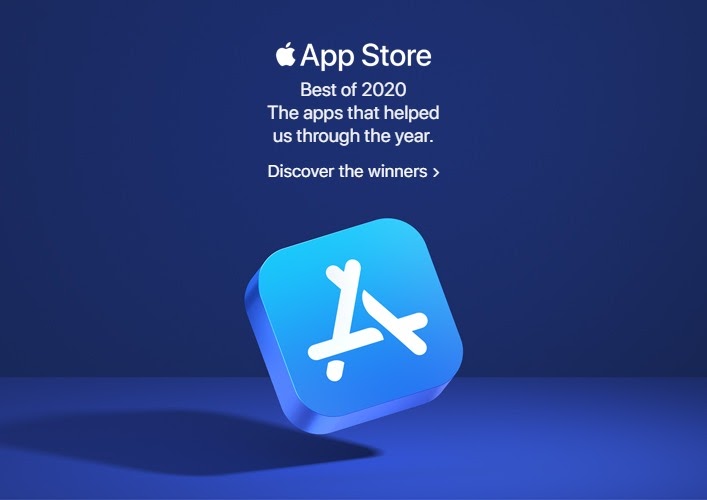 App Store
Best of 2020
The apps that helped
us through the year.
Discover the winners ›